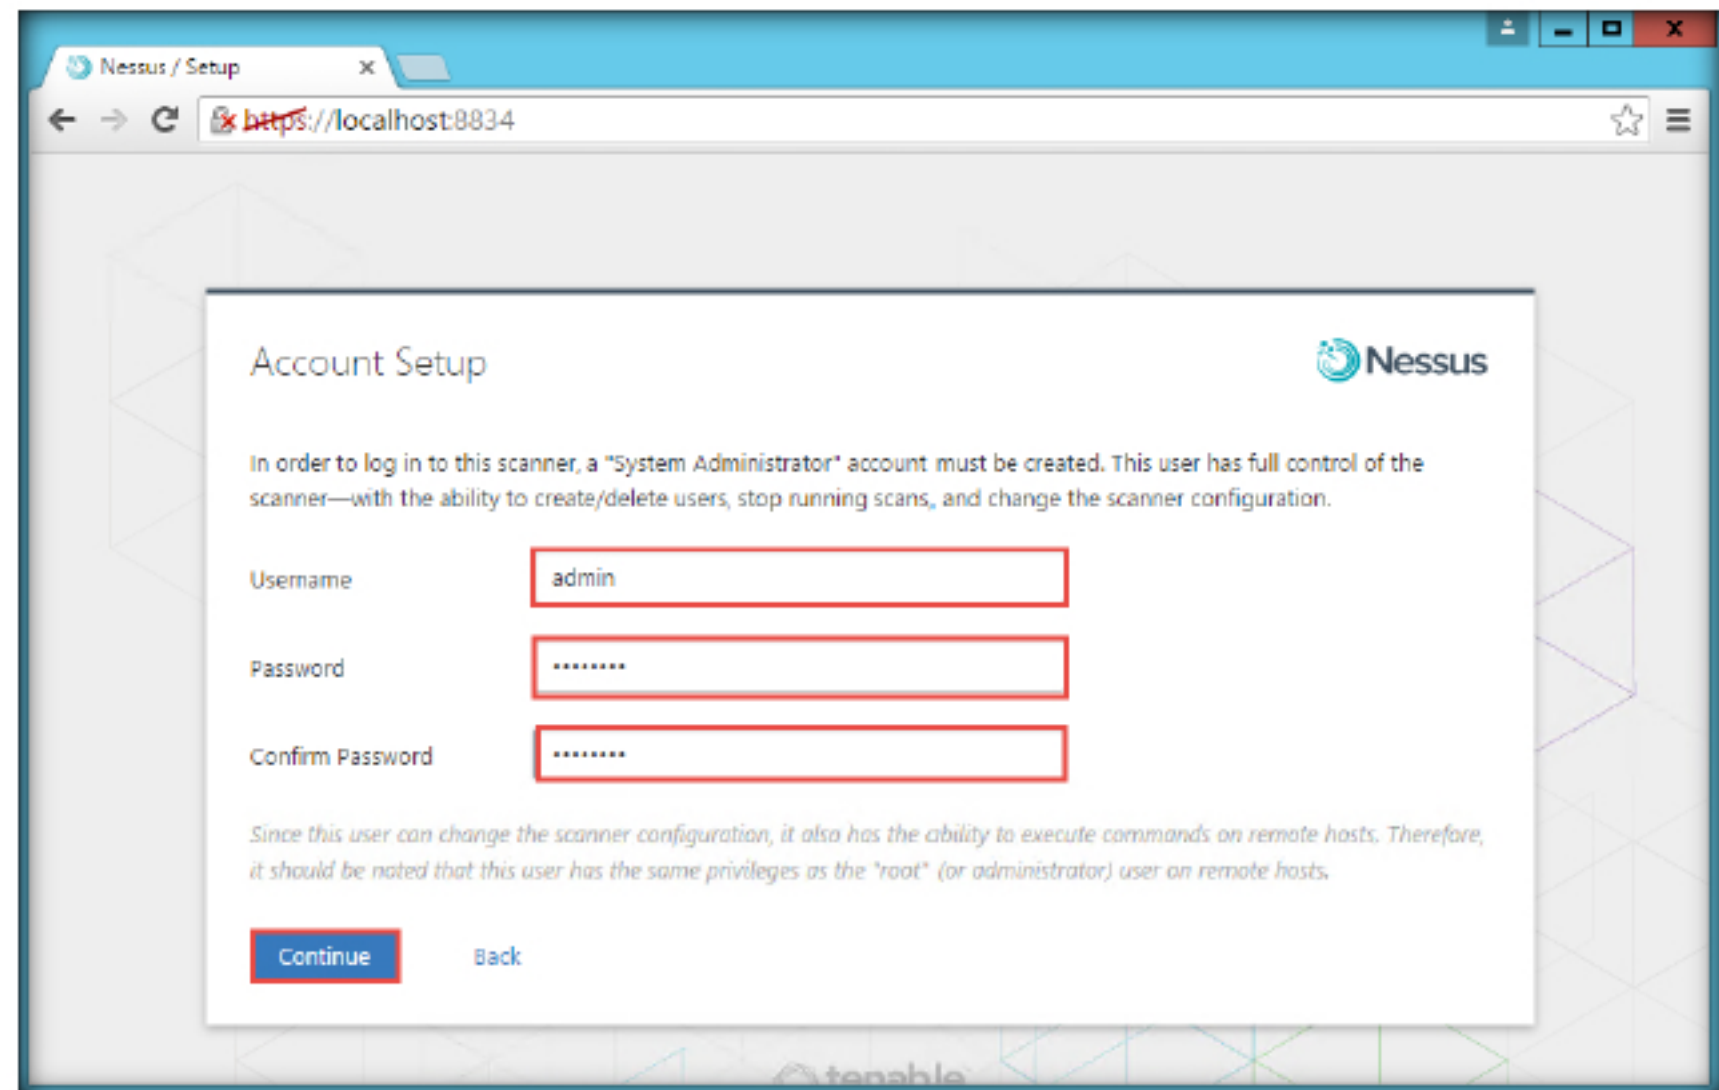 Nessus / Setup
https://localhost:8834
Account Setup
Nessus
In order to log in to this scanner, a "System Administrator" account must be created. This user has full control of the
scanner—with the ability to create/delete users, stop running scans, and change the scanner configuration.
Username
admin
Password
••••••••
Confirm Password
••••••••
Since this user can change the scanner configuration, it also has the ability to execute commands on remote hosts. Therefore,
it should be noted that this user has the same privileges as the "root" (or administrator) user on remote hosts.
Continue
Back
tenable